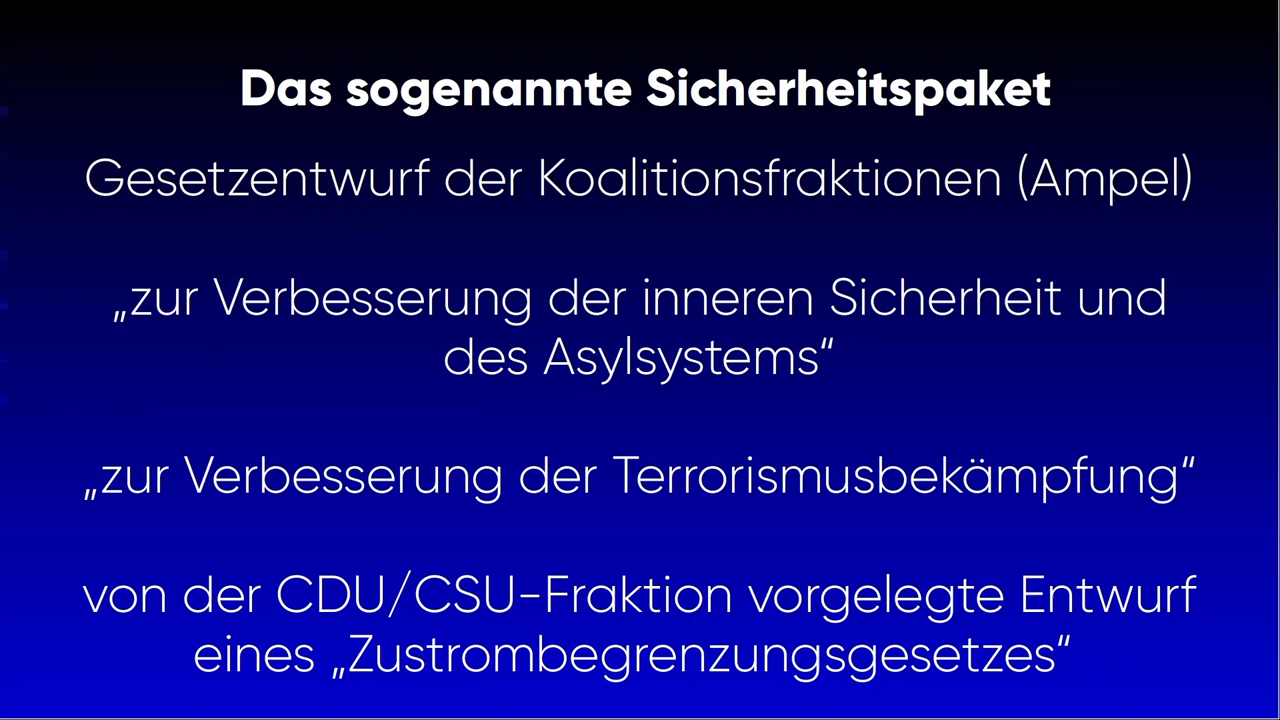 Das sogenannte Sicherheitspaket
Gesetzentwurf der Koalitionsfraktionen (Ampel)
„zur Verbesserung der inneren Sicherheit und
des Asylsystems“
„zur Verbesserung der Terrorismusbekämpfung“
von der CDU/CSU-Fraktion vorgelegte Entwurf
eines „Zustrombegrenzungsgesetzes“